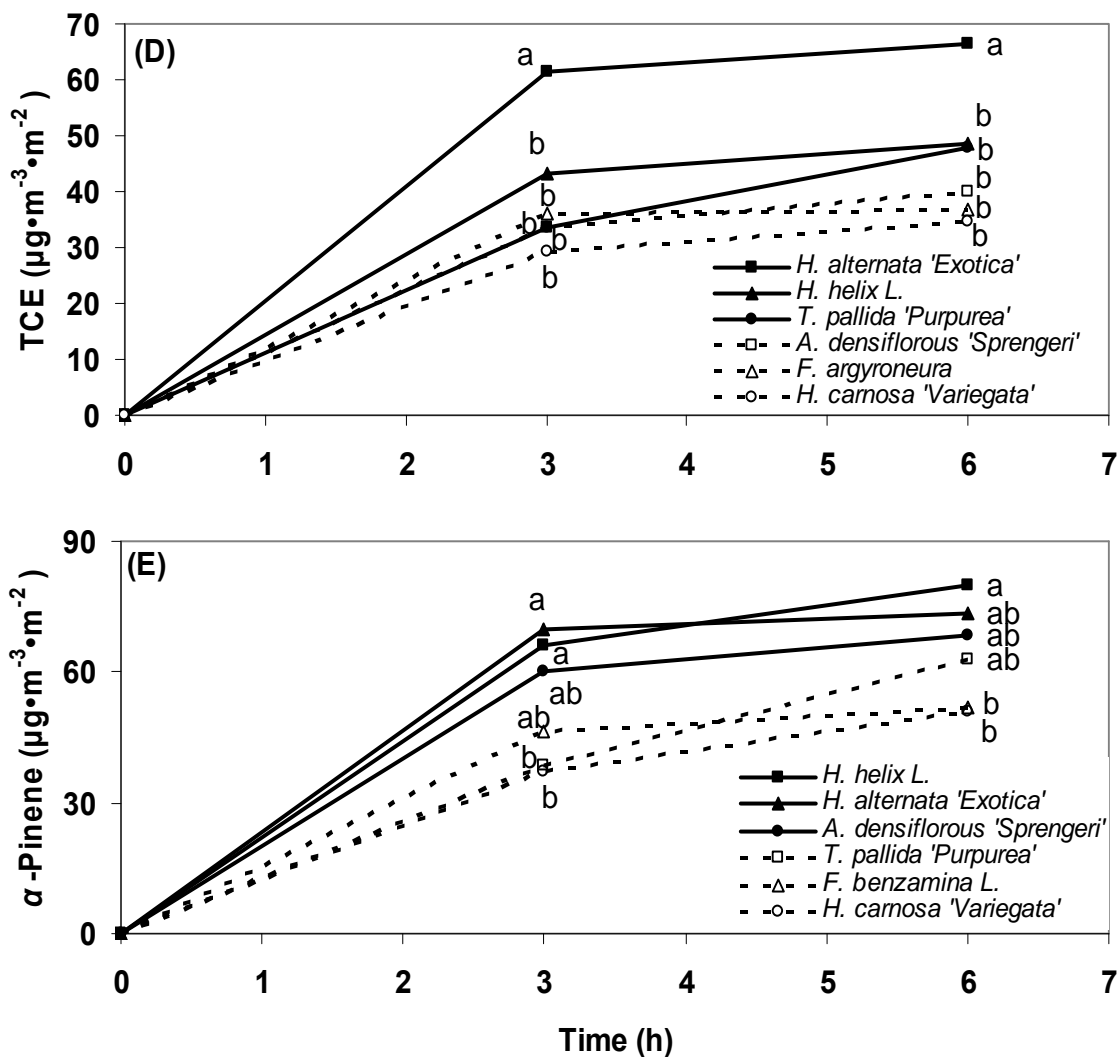 (D)
TCE (µg•m-3•m-2)
70
60
50
40
30
20
10
0
a
a
b
b
b
b
b
b
b
b
b
b
H. alternata 'Exotica'
H. helix L.
T. pallida 'Purpurea'
A. densiflorous 'Sprengeri'
F. argyroneura
H. carnosa 'Variegata'
0 1 2 3 4 5 6 7
(E)
α-Pinene (µg•m-3•m-2)
90
60
30
0
a
a
ab
ab
b
b
a
ab
ab
ab
b
b
H. helix L.
H. alternata 'Exotica'
A. densiflorous 'Sprengeri'
T. pallida 'Purpurea'
F. benzamina L.
H. carnosa 'Variegata'
0 1 2 3 4 5 6 7
Time (h)